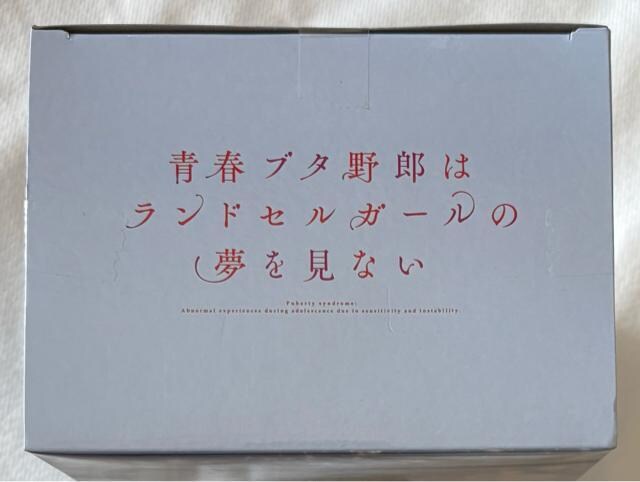 青春ブタ野郎は
ランドセルガールの
夢を見ない
Puberty syndrome:
Abnormal experiences during adolescence due to sensitivity and instability.